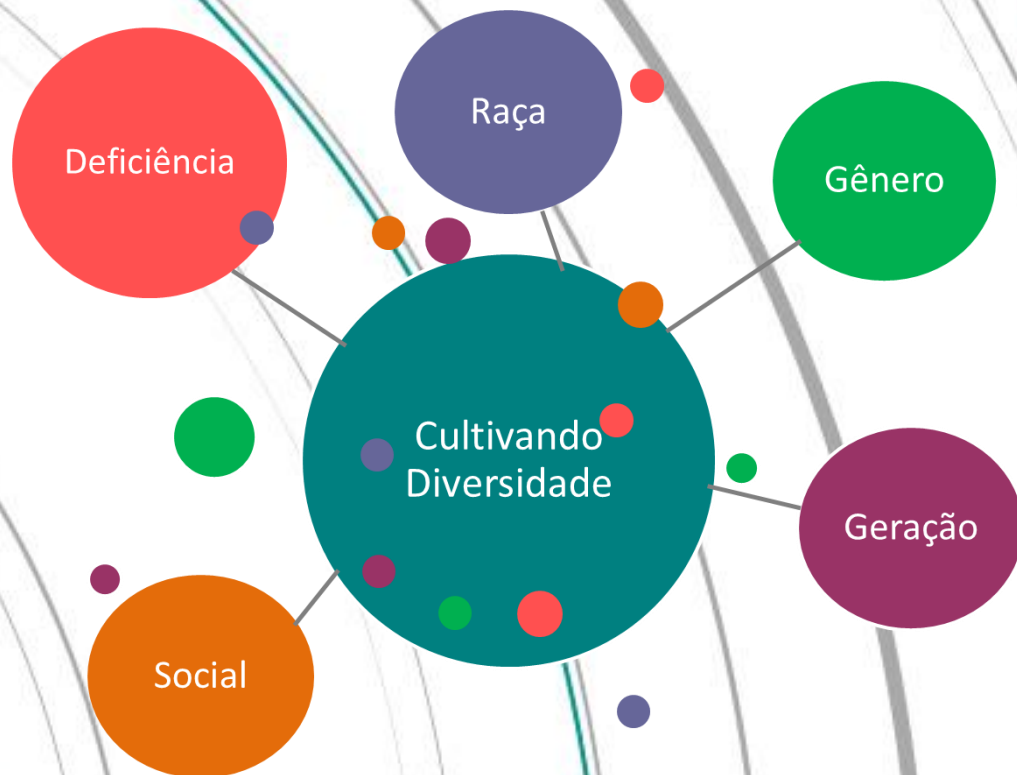 Raça
Deficiência
Gênero
Cultivando
Diversidade
Geração
Social